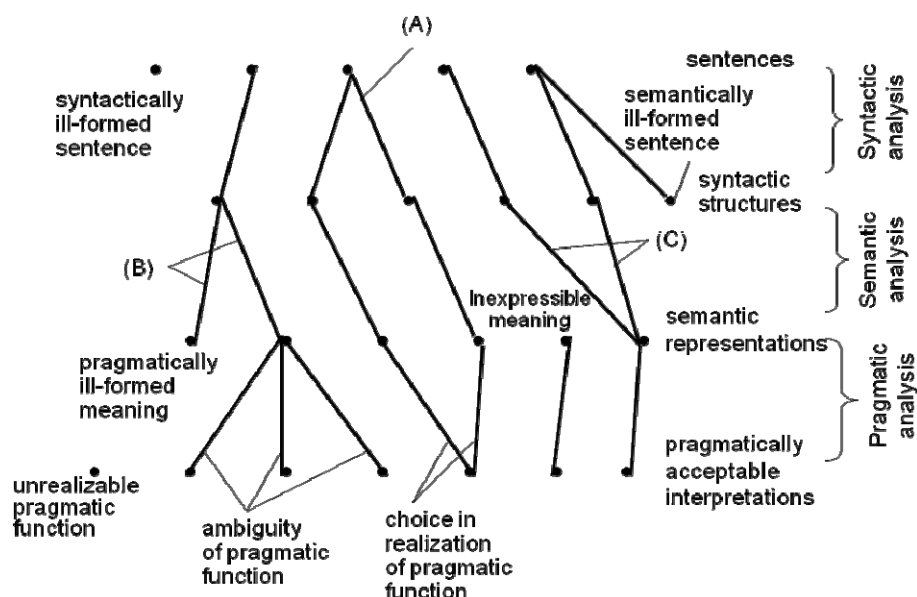 (A)
sentences
syntactically
ill-formed
sentence
semantically
ill-formed
sentence
Syntactic
analysis
syntactic
structures
(B)
(C)
Semantic
analysis
Inexpressible
meaning
semantic
representations
pragmatically
ill-formed
meaning
Pragmatic
analysis
pragmatically
acceptable
interpretations
unrealizable
pragmatic
function
ambiguity
of pragmatic
function
choice in
realization
of pragmatic
function